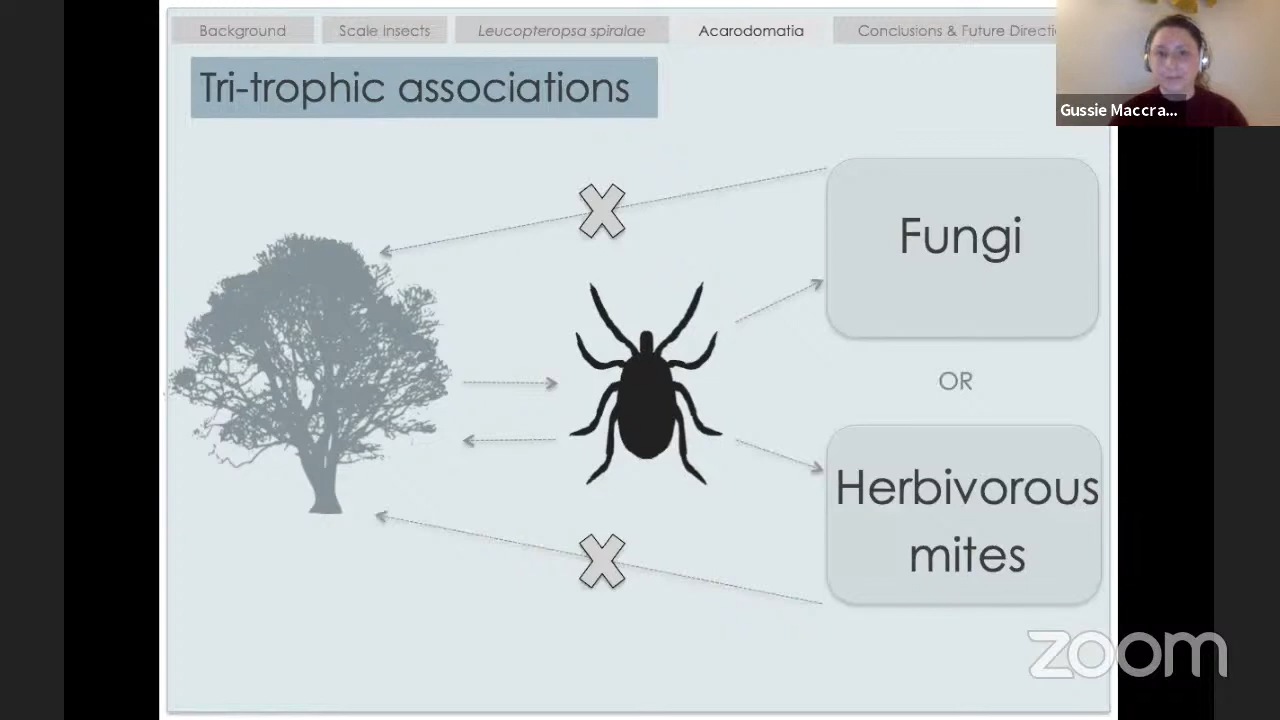 Background
Scale Insects
Leucopteropsa spiralae
Acarodomatia
Conclusions & Future Directi
Gussie Maccra...
Tri-trophic associations
Fungi
OR
Herbivorous
mites
zoom